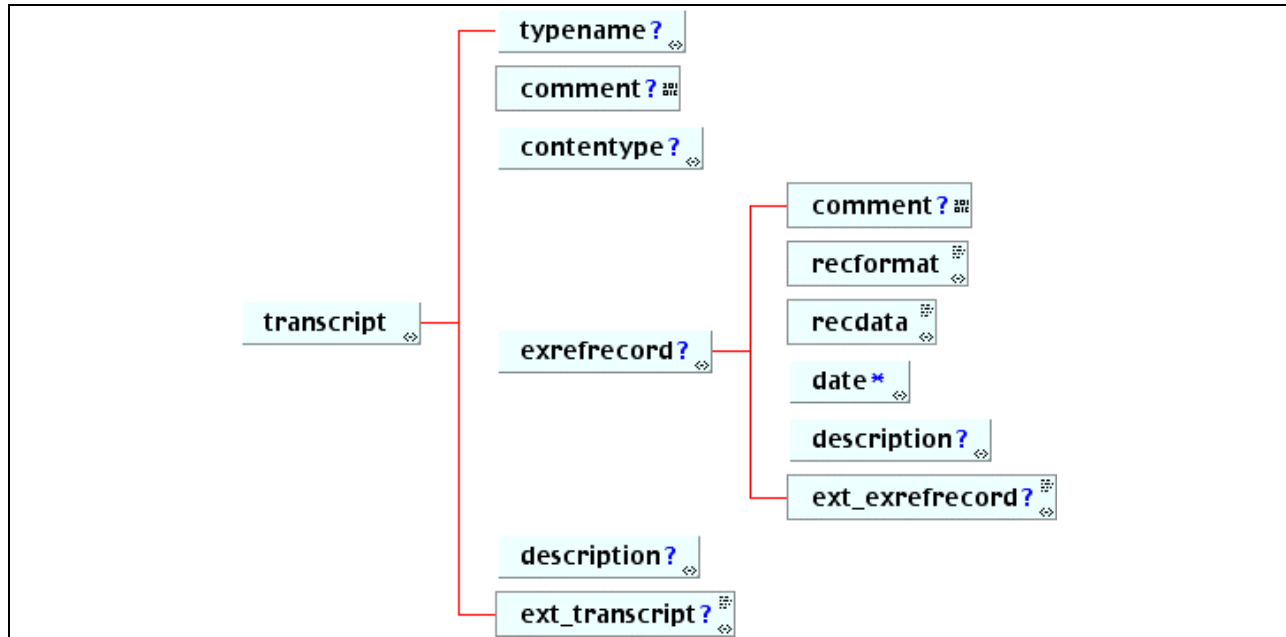 typename?
comment?
contentype?
comment?
recformat
recdata
transcript
exrefrecord?
date*
description?
ext_exrefrecord?
description?
ext_transcript?